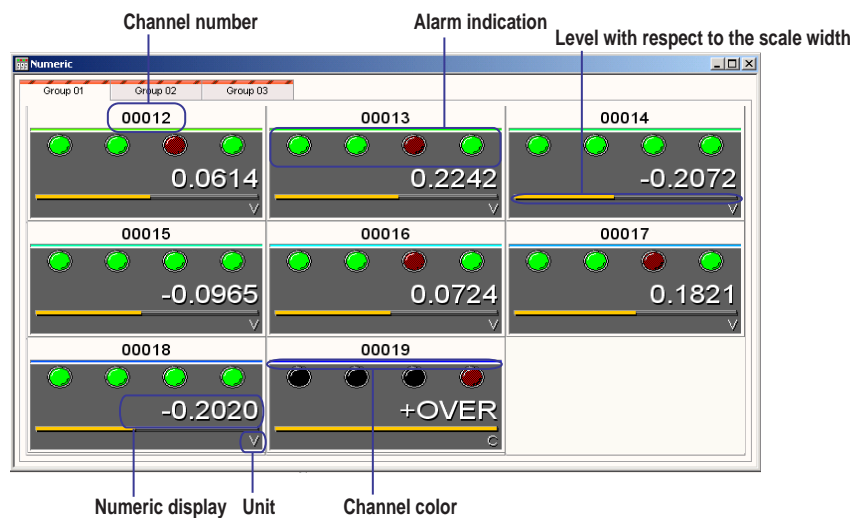 Channel number
Alarm indication
Level with respect to the scale width
Numeric
Group 01
Group 02
Group 03
00012
00013
00014
0.0614
0.2242
-0.2072
V
V
V
00015
00016
00017
-0.0965
0.0724
0.1821
V
V
V
00018
00019
-0.2020
+OVER
V
C
Numeric display
Unit
Channel color